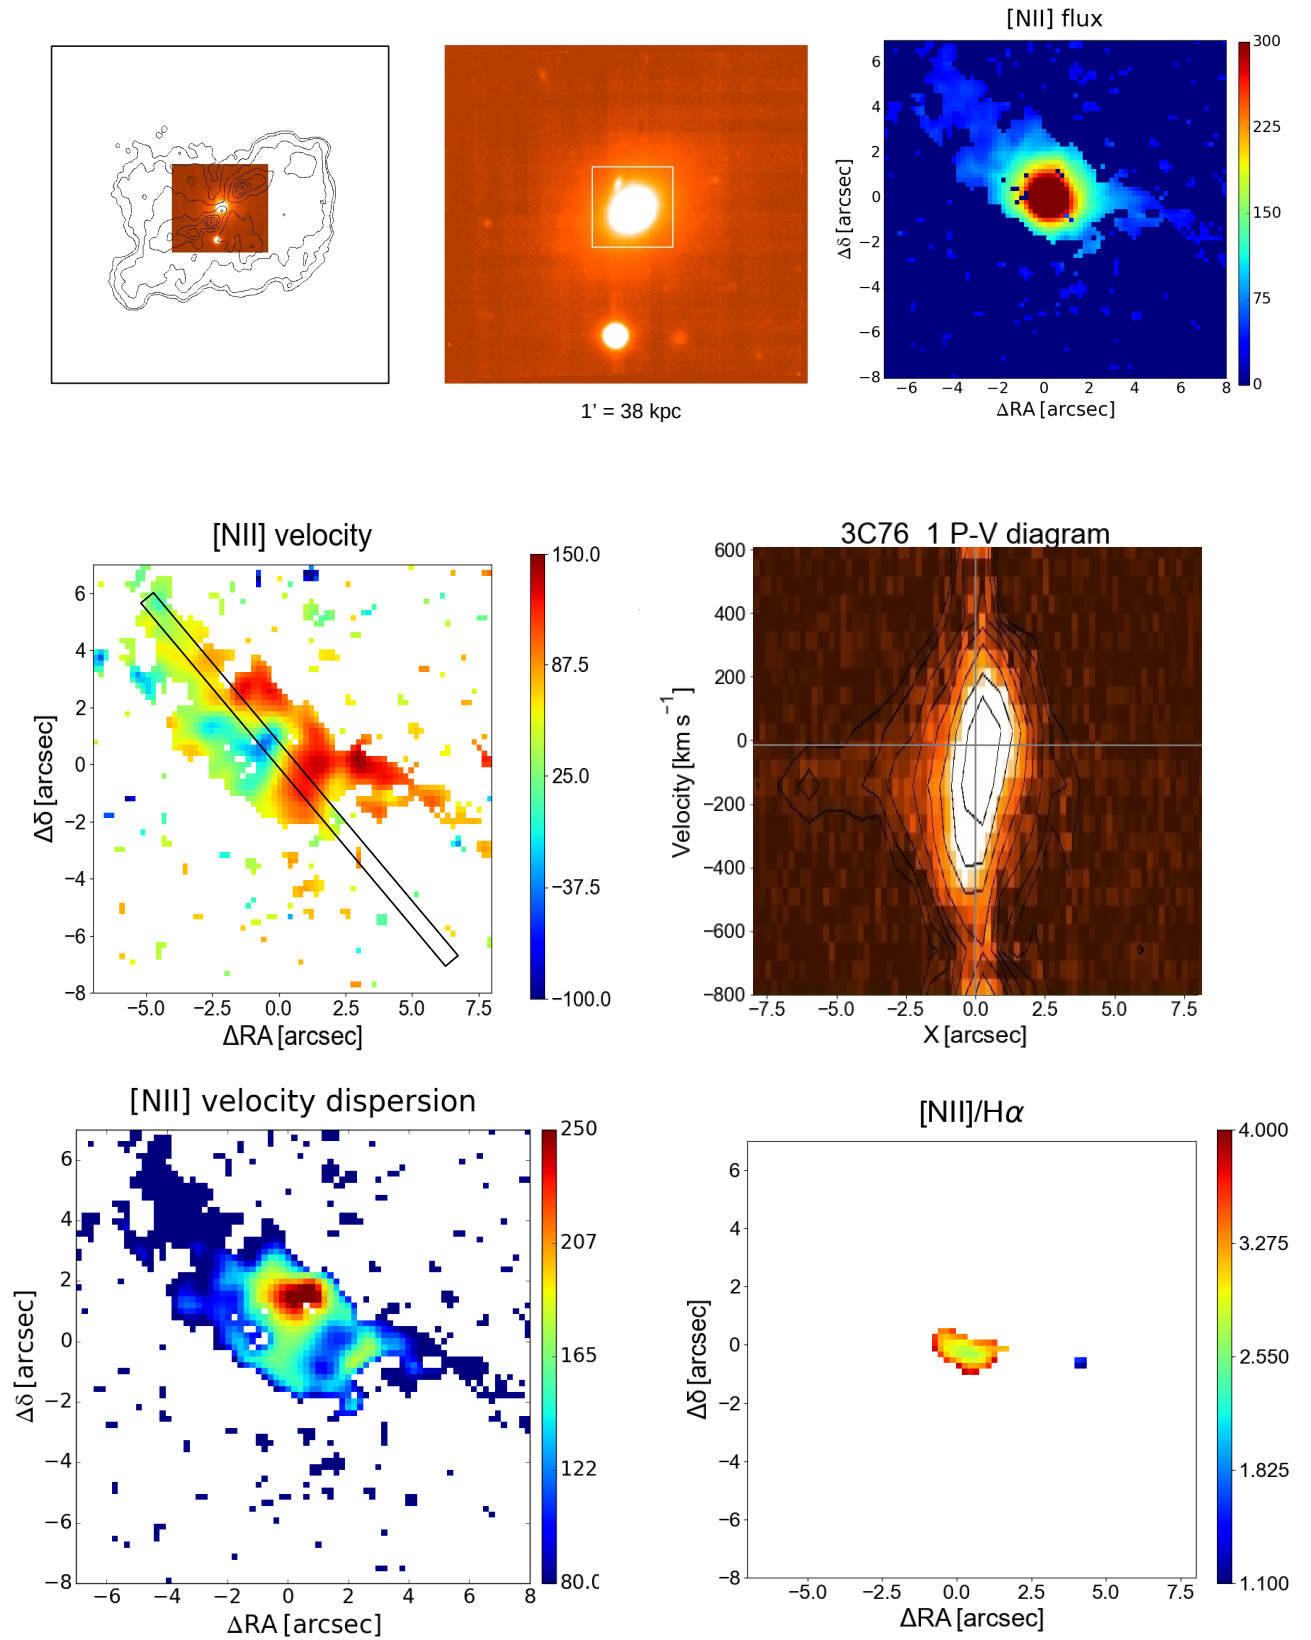 [NII] flux
300
225
150
75
0
6
4
2
0
−2
−4
−6
−8
Δδ [arcsec]
−6 −4 −2 0 2 4 6 8
ΔRA [arcsec]
1’ = 38 kpc
[NII] velocity
150.0
87.5
25.0
−37.5
−100.0
6
4
2
0
−2
−4
−6
−8
Δδ [arcsec]
−5.0 −2.5 0.0 2.5 5.0 7.5
ΔRA [arcsec]
3C76 1 P-V diagram
600
400
200
0
−200
−400
−600
−800
Velocity [km s−1]
−7.5 −5.0 −2.5 0.0 2.5 5.0 7.5
X [arcsec]
[NII] velocity dispersion
250
207
165
122
80.0
6
4
2
0
−2
−4
−6
−8
Δδ [arcsec]
−6 −4 −2 0 2 4 6 8
ΔRA [arcsec]
[NII]/Hα
4.000
3.275
2.550
1.825
1.100
6
4
2
0
−2
−4
−6
−8
Δδ [arcsec]
−5.0 −2.5 0.0 2.5 5.0 7.5
ΔRA [arcsec]